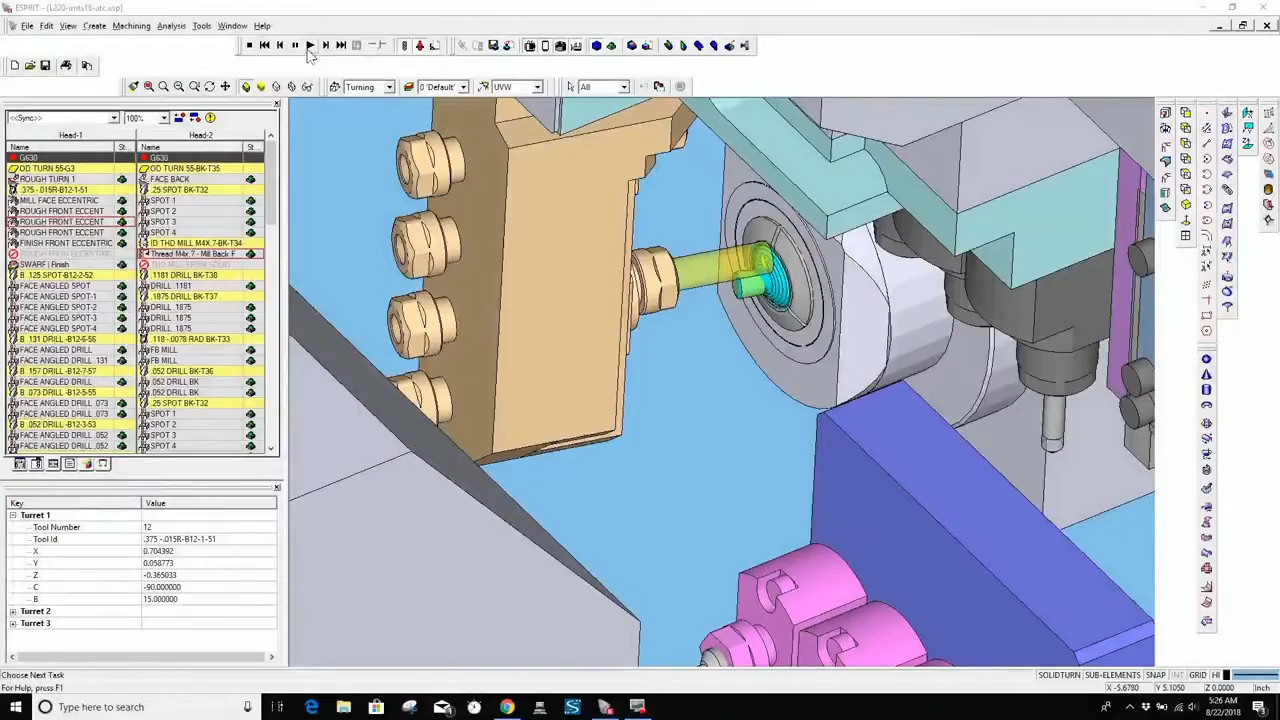 ESPRIT - [L220-imts18-utc.esp]
File Edit View Create Machining Analysis Tools Window Help
Turning 0 'Default' UVW All
<<Sync>> 100%
Head-1 Head-2
Name St... Name St...
G630 G630
OD TURN 55-G3 OD TURN 55-BK-T35
ROUGH TURN 1 FACE BACK
.375 -.015R-B12-1-51 .25 SPOT BK-T32
MILL FACE ECCENTRIC SPOT 1
ROUGH FRONT ECCENT SPOT 2
ROUGH FRONT ECCENT SPOT 3
ROUGH FRONT ECCENT SPOT 4
FINISH FRONT ECCENTRIC ID THD MILL M4X.7-BK-T34
ROUGH FRONT ECCENT Thread M4x.7 - Mill Back F
SWARF | Finish
B .125 SPOT-B12-2-52 .1181 DRILL BK-T38
FACE ANGLED SPOT DRILL .1181
FACE ANGLED SPOT-1 .1875 DRILL BK-T37
FACE ANGLED SPOT-2 DRILL .1875
FACE ANGLED SPOT-3 DRILL .1875
FACE ANGLED SPOT-4 DRILL .1875
B .131 DRILL -B12-6-56 .118 -.0078 RAD BK-T33
FACE ANGLED DRILL FB MILL
FACE ANGLED DRILL .131 FB MILL
B .157 DRILL -B12-7-57 .052 DRILL BK-T36
FACE ANGLED DRILL .052 DRILL BK
B .073 DRILL -B12-5-55 .052 DRILL BK
FACE ANGLED DRILL .073 .25 SPOT BK-T32
FACE ANGLED DRILL .073 SPOT 1
B .052 DRILL -B12-3-53 SPOT 2
FACE ANGLED DRILL .052 SPOT 3
FACE ANGLED DRILL .052 SPOT 4
Key Value
Turret 1
Tool Number 12
Tool Id .375 -.015R-B12-1-51
X 0.704392
Y 0.058773
Z -0.365033
C -90.000000
B 15.000000
Turret 2
Turret 3
Choose Next Task SOLIDTURN SUB-ELEMENTS SNAP INT GRID HI
For Help, press F1 X -5.6780 Y 5.1050 Z 0.0000 Inch
Type here to search
5:26 AM
8/22/2018